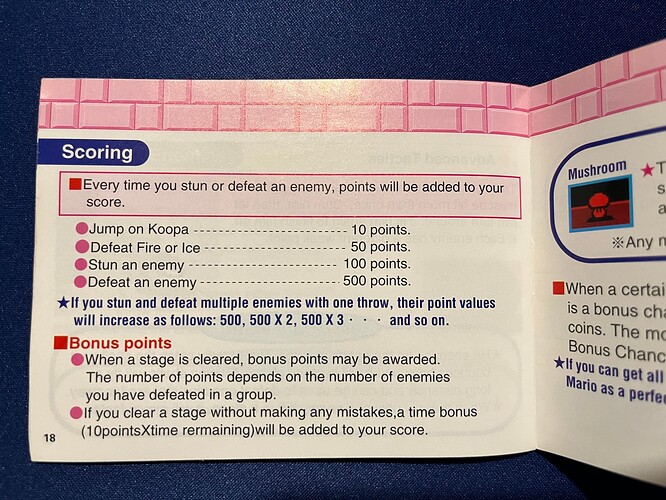 Scoring
■Every time you stun or defeat an enemy, points will be added to your
score.
●Jump on Koopa ------------------------ 10 points.
●Defeat Fire or Ice --------------------- 50 points.
●Stun an enemy ----------------------- 100 points.
●Defeat an enemy --------------------- 500 points.
★If you stun and defeat multiple enemies with one throw, their point values
will increase as follows: 500, 500 X 2, 500 X 3 · · · and so on.
■Bonus points
●When a stage is cleared, bonus points may be awarded.
The number of points depends on the number of enemies
you have defeated in a group.
●If you clear a stage without making any mistakes,a time bonus
(10pointsXtime rermaining)will be added to your score.
18
Mushroom
★
※Any
■When a certai
is a bonus cha
coins. The mo
Bonus Chanc
★If you can get all
Mario as a perfe